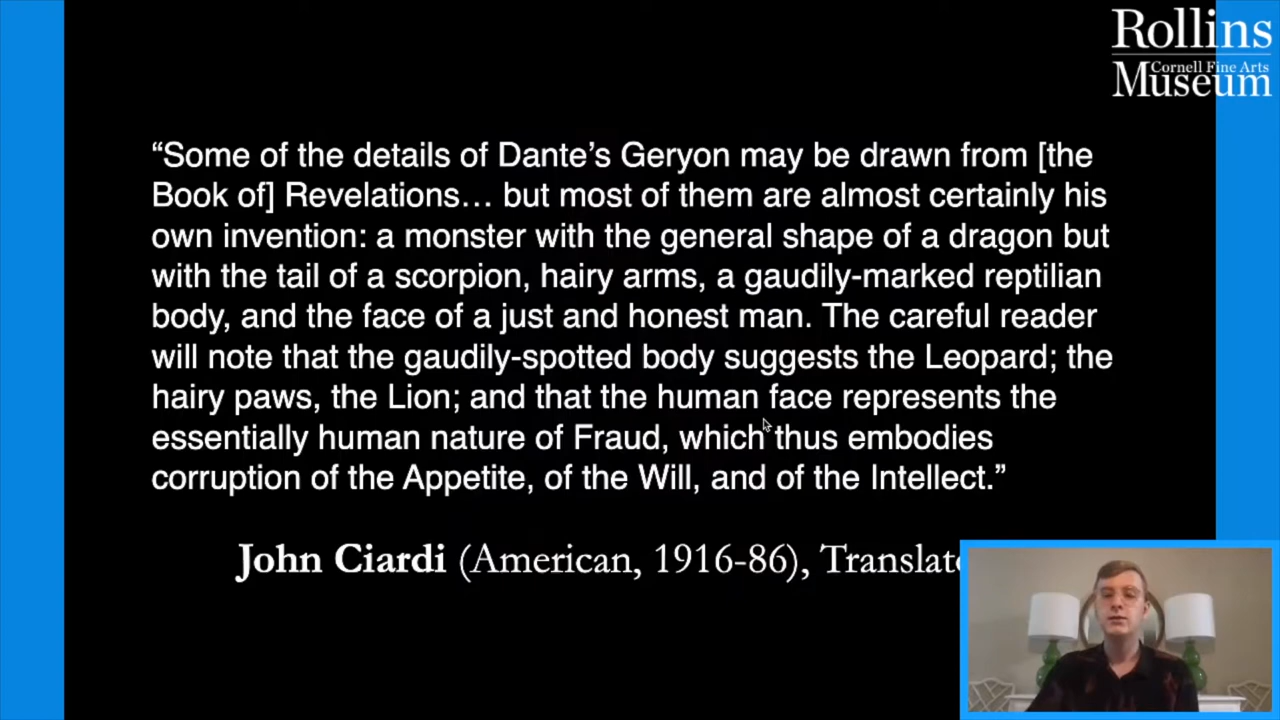 Rollins
Cornell Fine Arts
Museum
“Some of the details of Dante’s Geryon may be drawn from [the
Book of] Revelations… but most of them are almost certainly his
own invention: a monster with the general shape of a dragon but
with the tail of a scorpion, hairy arms, a gaudily-marked reptilian
body, and the face of a just and honest man. The careful reader
will note that the gaudily-spotted body suggests the Leopard; the
hairy paws, the Lion; and that the human face represents the
essentially human nature of Fraud, which thus embodies
corruption of the Appetite, of the Will, and of the Intellect.”
John Ciardi (American, 1916-86),